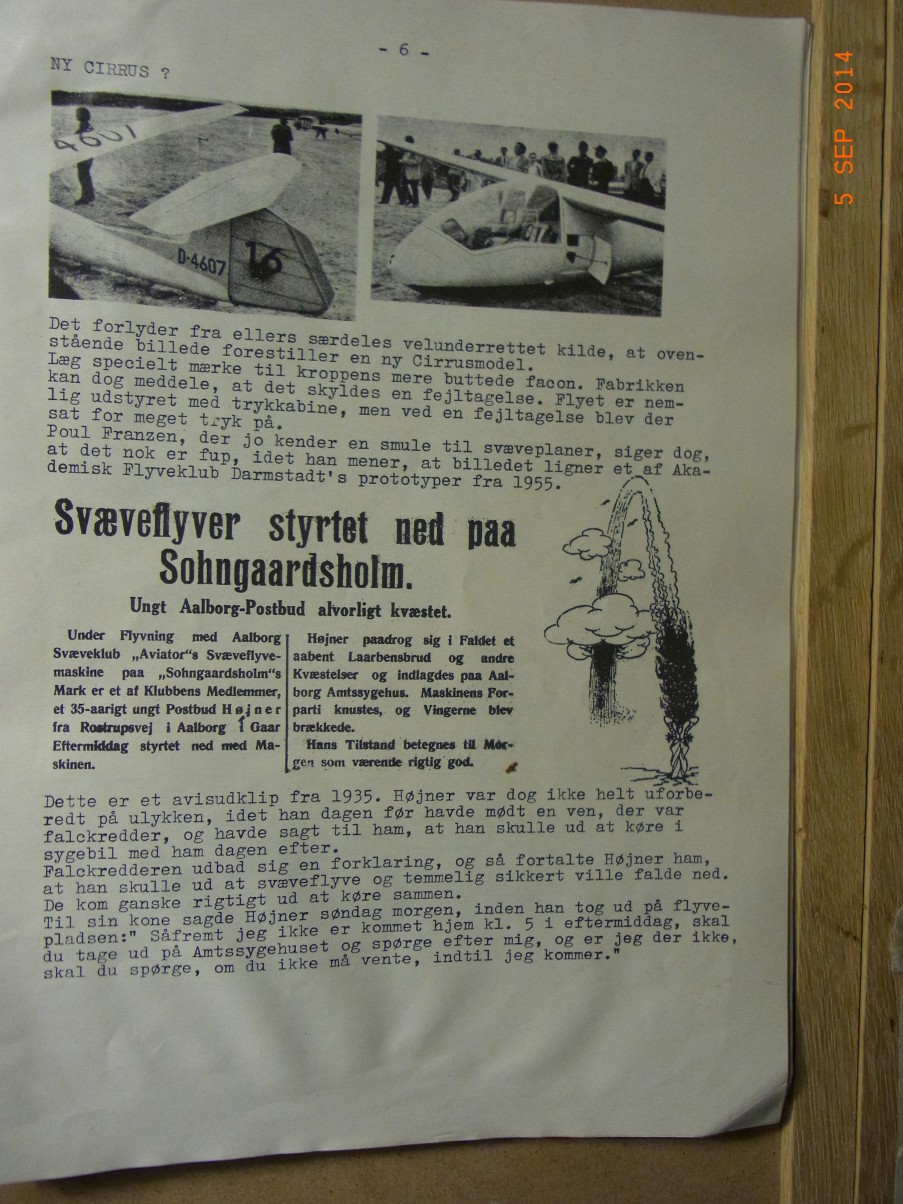 - 6 -
NY CIRRUS ?
4601
D-4607
16
Det forlyder fra ellers særdeles velunderrettet kilde, at oven-
stående billede forestiller en ny Cirrusmodel.
Læg specielt mærke til kroppens mere buttede facon. Fabrikken
kan dog meddele, at det skyldes en fejltagelse. Flyet er nem-
lig udstyret med trykkabine, men ved en fejltagelse blev der
sat for meget tryk på.
Poul Franzen, der jo kender en smule til svæveplaner, siger dog,
at det nok er fup, idet han mener, at billedet ligner et af Aka-
demisk Flyveklub Darmstadt's prototyper fra 1955.
Svæveflyver styrtet ned paa
Sohngaardsholm.
Ungt Aalborg-Postbud alvorligt kvæstet.
Under Flyvning med Aalborg
Svæveklub „Aviator“s Svæveflyve-
maskine paa „Sohngaardsholm“s
Mark er et af Klubbens Medlemmer,
et 35-aarigt ungt Postbud Højner
fra Rostrupsvej i Aalborg i Gaar
Eftermiddag styrtet ned med Ma-
skinen.
Højner paadrog sig i Faldet et
aabent Laarbensbrud og andre
Kvæstelser og indlagdes paa Aal-
borg Amtssygehus. Maskinens For-
parti knustes, og Vingerne blev
brækkede.
Hans Tilstand betegnes til Mor-
gen som værende rigtig god.
Dette er et avisudklip fra 1935. Højner var dog ikke helt uforbe-
redt på ulykken, idet han dagen før havde mødt en ven, der var
falckredder, og havde sagt til ham, at han skulle ud at køre i
sygebil med ham dagen efter.
Falckredderen udbad sig en forklaring, og så fortalte Højner ham,
at han skulle ud at svæveflyve og temmelig sikkert ville falde ned.
De kom ganske rigtigt ud at køre sammen.
Til sin kone sagde Højner søndag morgen, inden han tog ud på flyve-
pladsen:" Såfremt jeg ikke er kommet hjem kl. 5 i eftermiddag, skal
du tage ud på Amtssygehuset og spørge efter mig, og er jeg der ikke,
skal du spørge, om du ikke må vente, indtil jeg kommer."
5 SEP 2014